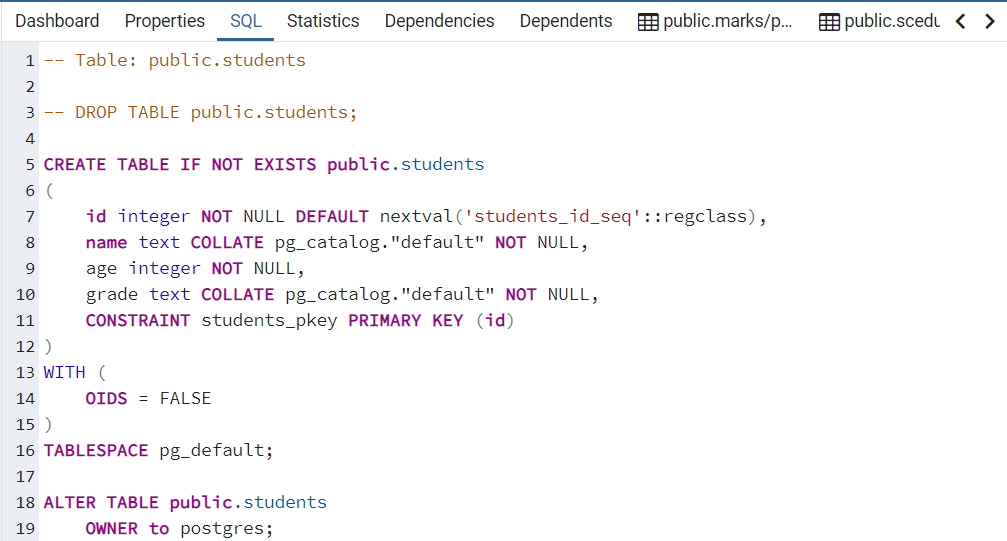 Dashboard Properties SQL Statistics Dependencies Dependents public.marks/p... public.scedu
1 -- Table: public.students
2
3 -- DROP TABLE public.students;
4
5 CREATE TABLE IF NOT EXISTS public.students
6 (
7     id integer NOT NULL DEFAULT nextval('students_id_seq'::regclass),
8     name text COLLATE pg_catalog."default" NOT NULL,
9     age integer NOT NULL,
10     grade text COLLATE pg_catalog."default" NOT NULL,
11     CONSTRAINT students_pkey PRIMARY KEY (id)
12 )
13 WITH (
14     OIDS = FALSE
15 )
16 TABLESPACE pg_default;
17
18 ALTER TABLE public.students
19     OWNER to postgres;